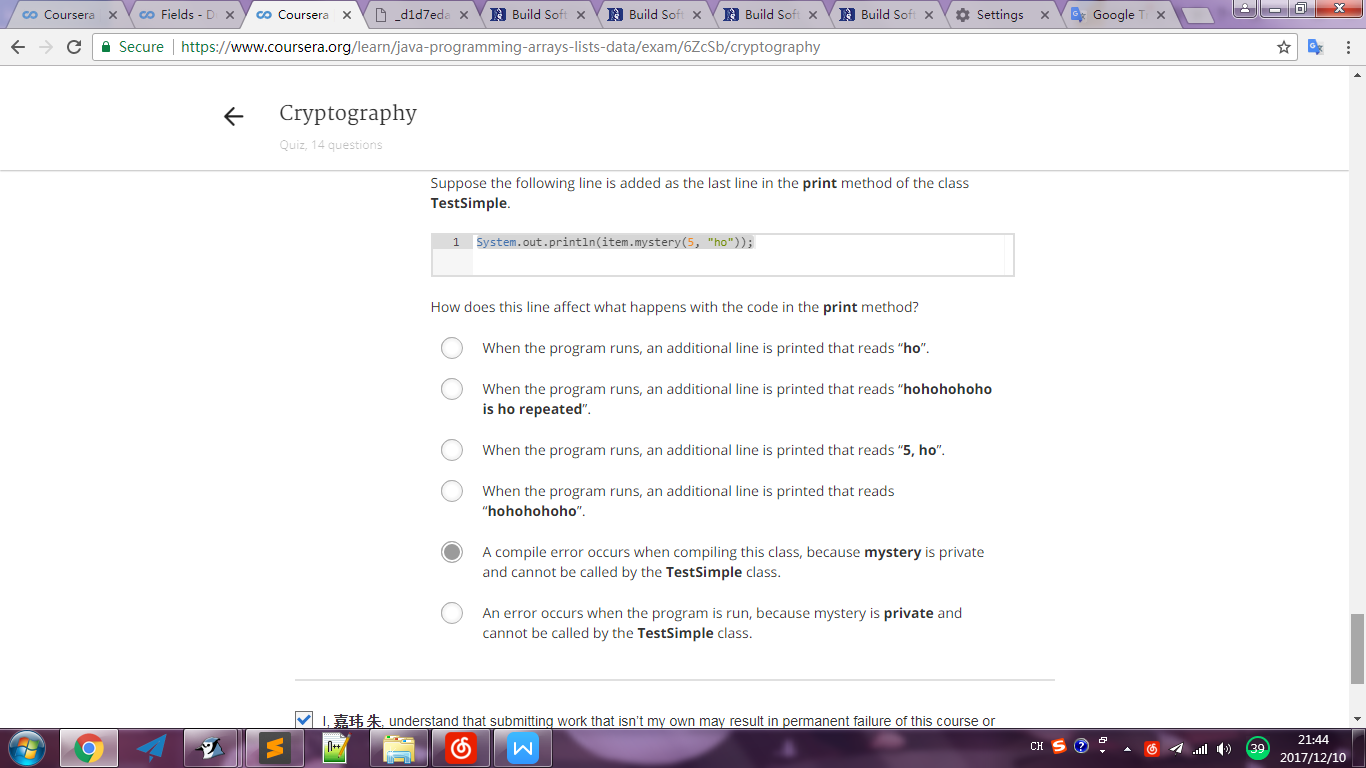 Coursera
Fields - D
Coursera
_d1d7eda
Build Soft
Build Soft
Build Soft
Build Soft
Settings
Google T
Secure
https://www.coursera.org/learn/java-programming-arrays-lists-data/exam/6ZcSb/cryptography
Cryptography
Quiz, 14 questions
Suppose the following line is added as the last line in the print method of the class
TestSimple.
1 System.out.println(item.mystery(5, "ho"));
How does this line affect what happens with the code in the print method?
When the program runs, an additional line is printed that reads “ho”.
When the program runs, an additional line is printed that reads “hohohohoho
is ho repeated”.
When the program runs, an additional line is printed that reads “5, ho”.
When the program runs, an additional line is printed that reads
“hohohohoho”.
A compile error occurs when compiling this class, because mystery is private
and cannot be called by the TestSimple class.
An error occurs when the program is run, because mystery is private and
cannot be called by the TestSimple class.
I, 嘉玮 朱, understand that submitting work that isn’t my own may result in permanent failure of this course or
CH
39
21:44
2017/12/10